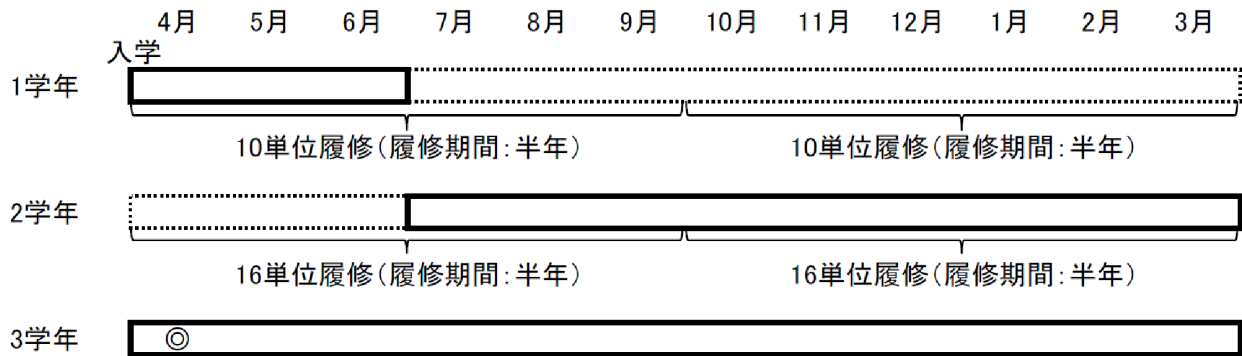 4月 5月 6月 7月 8月 9月 10月 11月 12月 1月 2月 3月
入学
1学年
10単位履修(履修期間:半年) 10単位履修(履修期間:半年)
2学年
16単位履修(履修期間:半年) 16単位履修(履修期間:半年)
3学年 ◎